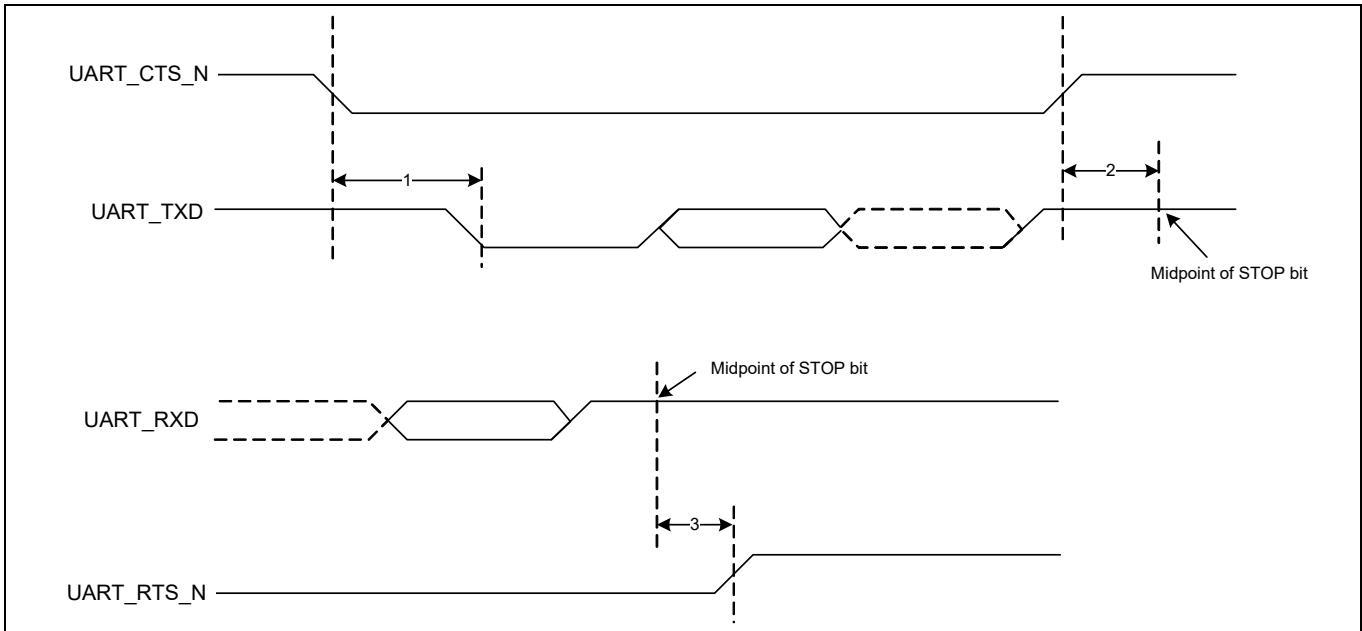 UART_CTS_N
1
2
UART_TXD
Midpoint of STOP bit
Midpoint of STOP bit
UART_RXD
3
UART_RTS_N